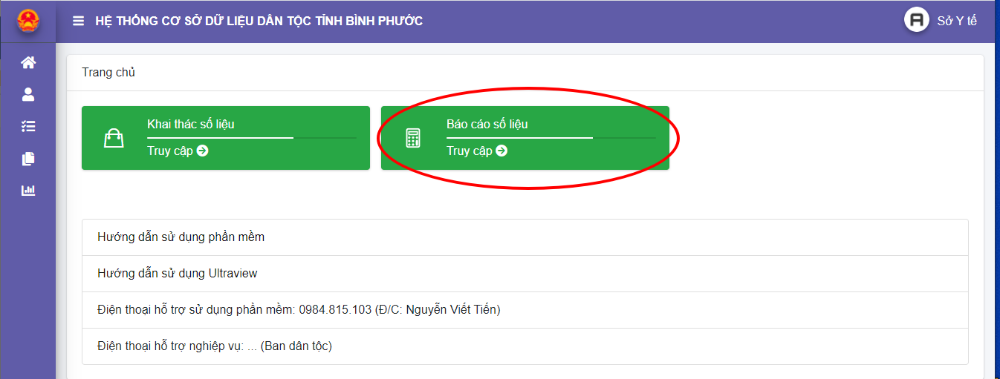 HỆ THỐNG CƠ SỞ DỮ LIỆU DÂN TỘC TỈNH BÌNH PHƯỚC
Sở Y tế
Trang chủ
Khai thác số liệu
Truy cập
Báo cáo số liệu
Truy cập
Hướng dẫn sử dụng phần mềm
Hướng dẫn sử dụng Ultraview
Điện thoại hỗ trợ sử dụng phần mềm: 0984.815.103 (Đ/C: Nguyễn Viết Tiến)
Điện thoại hỗ trợ nghiệp vụ: ... (Ban dân tộc)